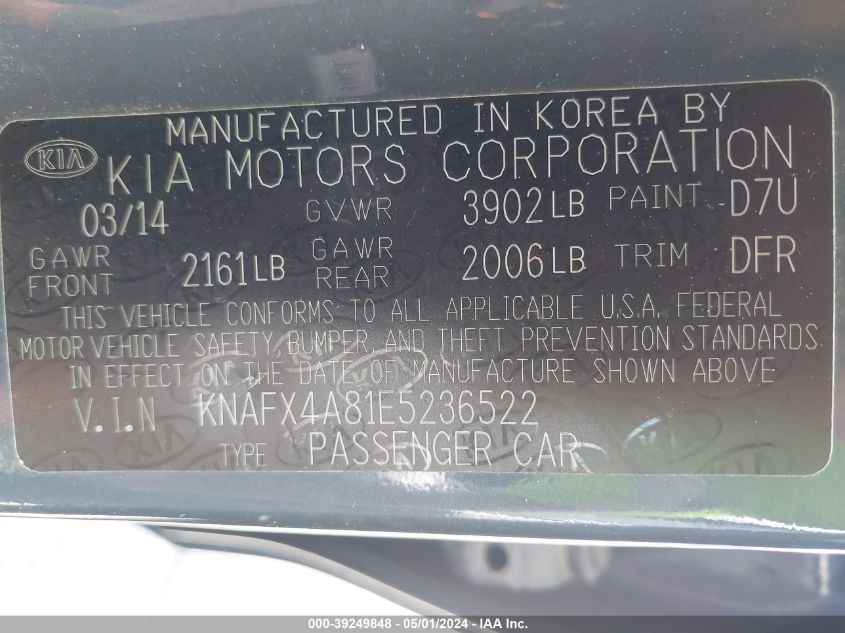 MANUFACTURED IN KOREA BY
KIA KIA MOTORS CORPORATION
03/14 GVWR 3902LB PAINT D7U
GAWR FRONT 2161LB GAWR REAR 2006LB TRIM DFR
THIS VEHICLE CONFORMS TO ALL APPLICABLE U.S.A. FEDERAL
MOTOR VEHICLE SAFETY BUMPER AND THEFT PREVENTION STANDARDS
IN EFFECT ON THE DATE OF MANUFACTURE SHOWN ABOVE
V.I.N KNAFX4A81E5236522
TYPE PASSENGER CAR
000-39249848 - 05/01/2024 - IAA Inc.